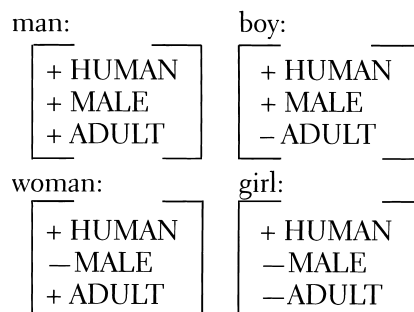 man:
+ HUMAN
+ MALE
+ ADULT
boy:
+ HUMAN
+ MALE
– ADULT
woman:
+ HUMAN
—MALE
+ ADULT
girl:
+ HUMAN
—MALE
—ADULT